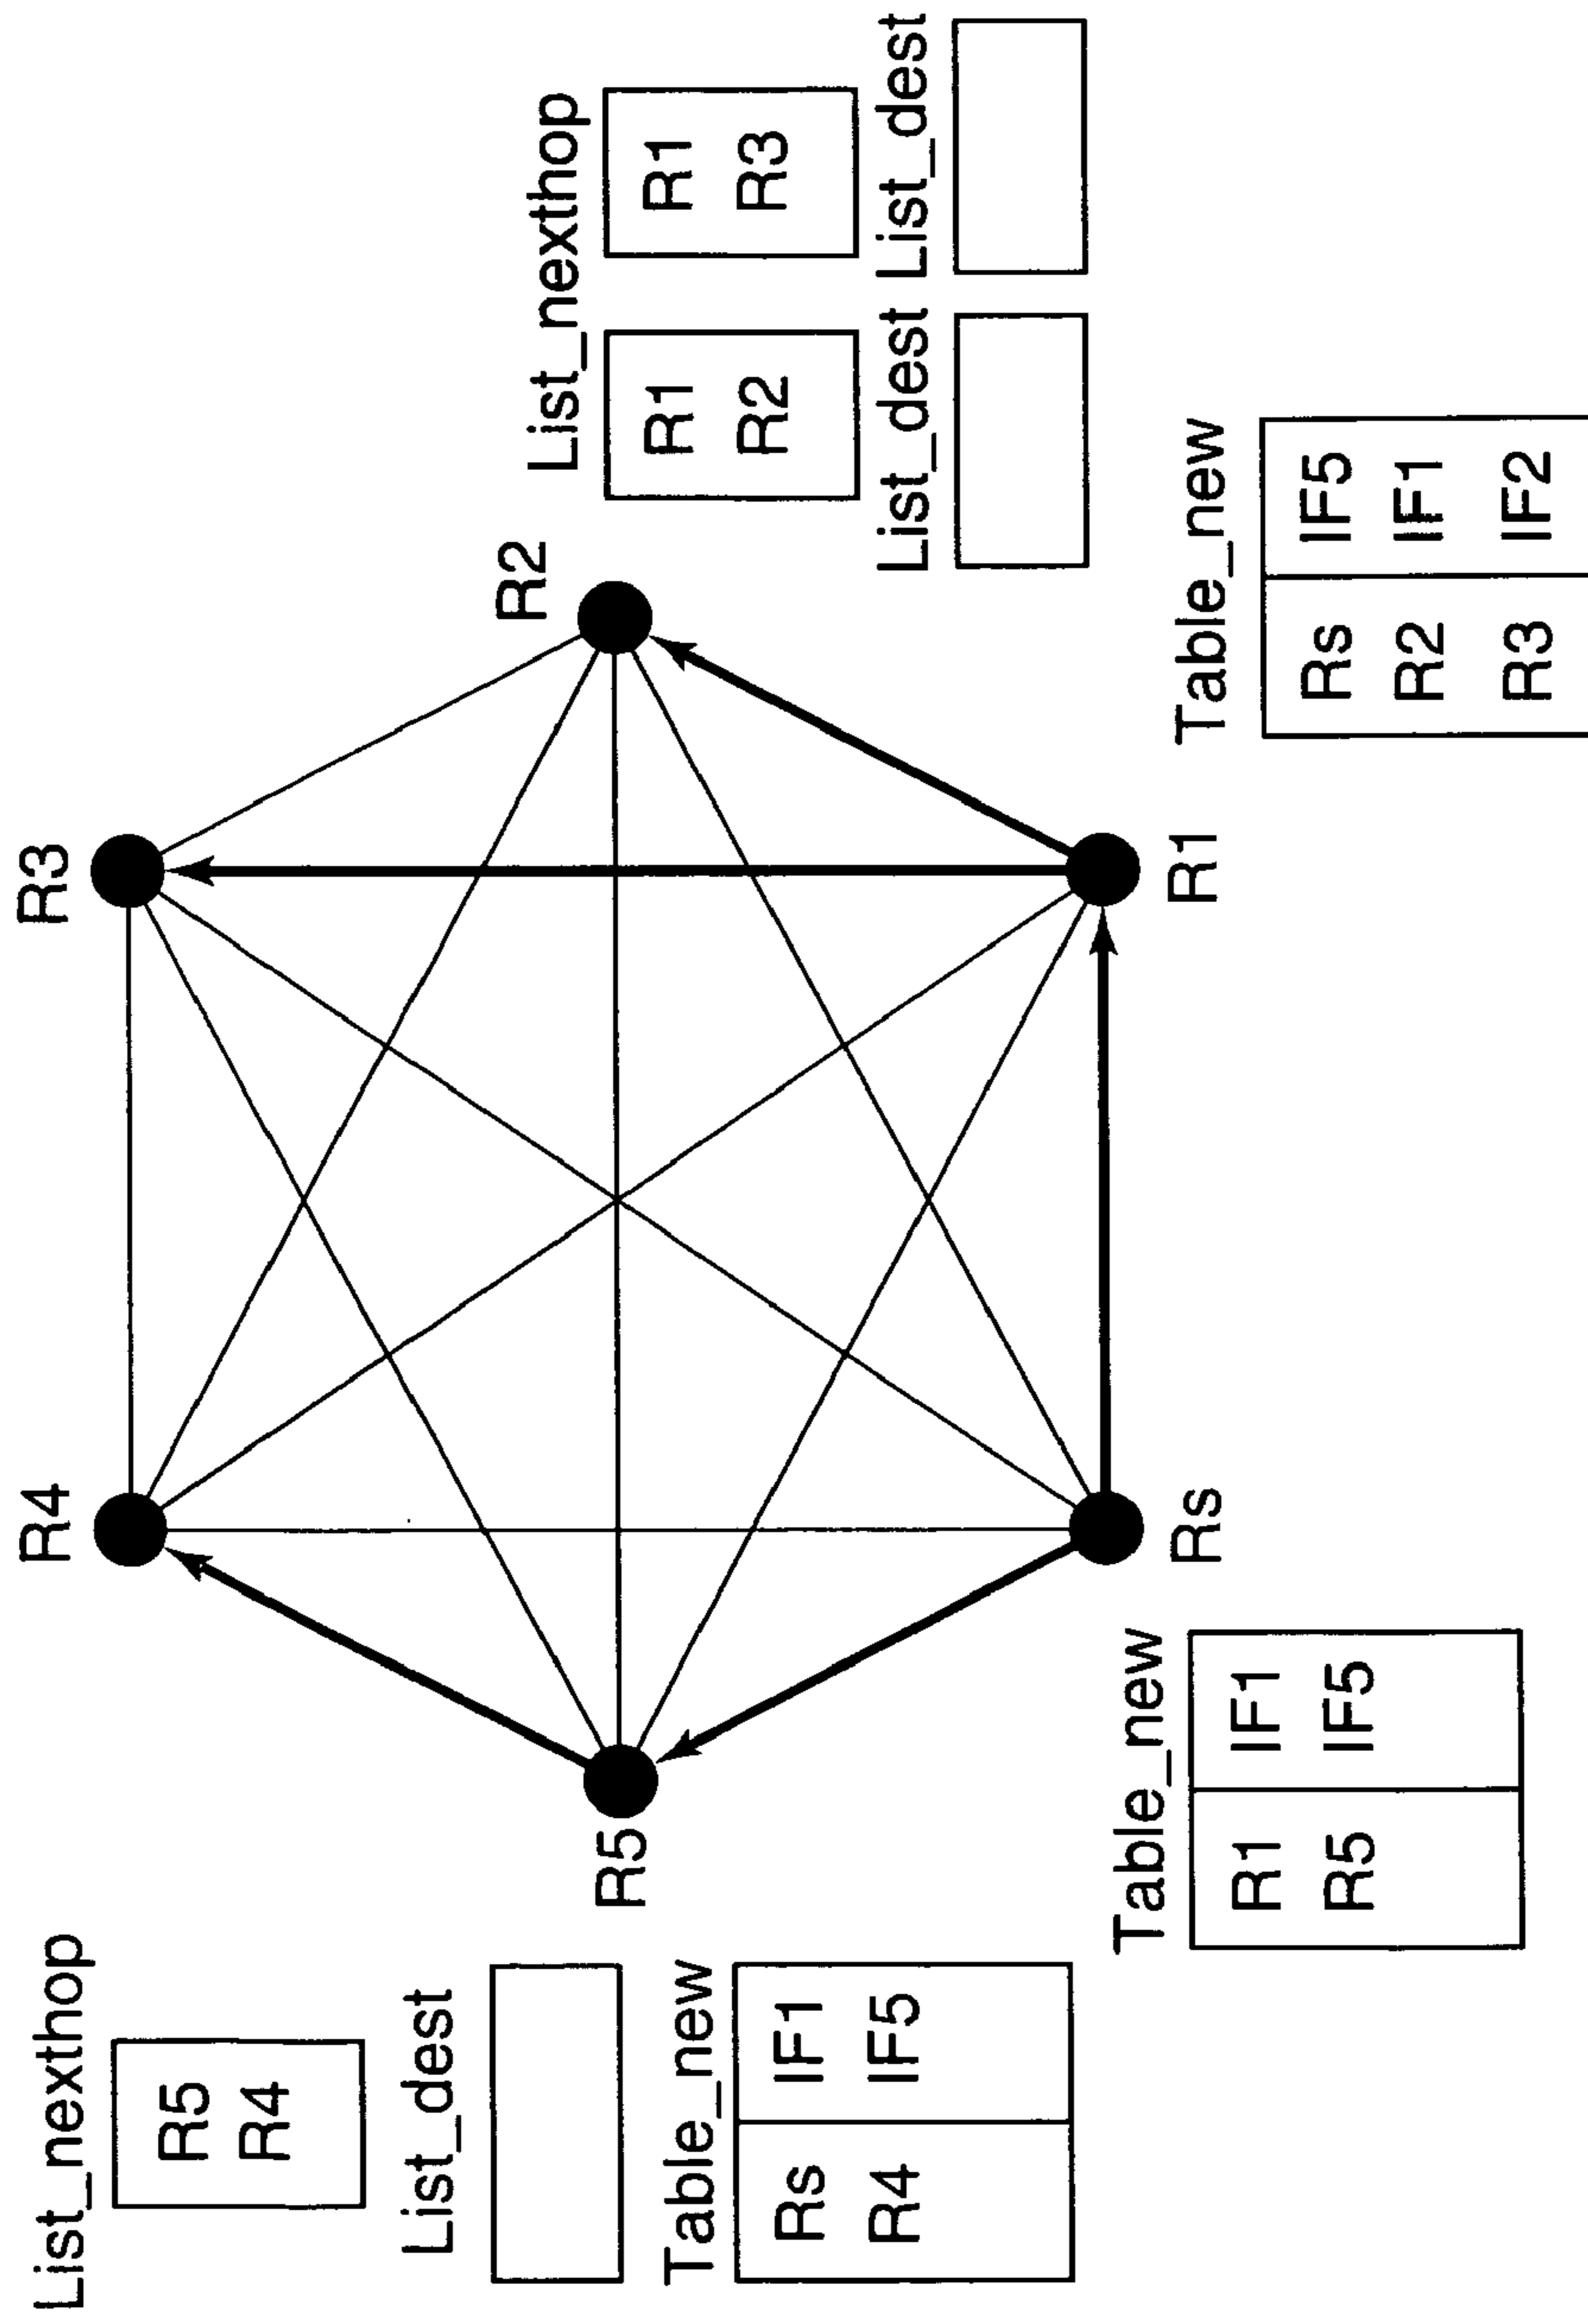 List_nexthop
R5
R4
List_dest
Table_new
Rs IF1
R4 IF5
R4
R3
R5
R2
List_nexthop
R1 R1
R2 R3
List_dest List_dest
Rs
R1
Table_new
R1 IF1
R5 IF5
Table_new
Rs IF5
R2 IF1
R3 IF2